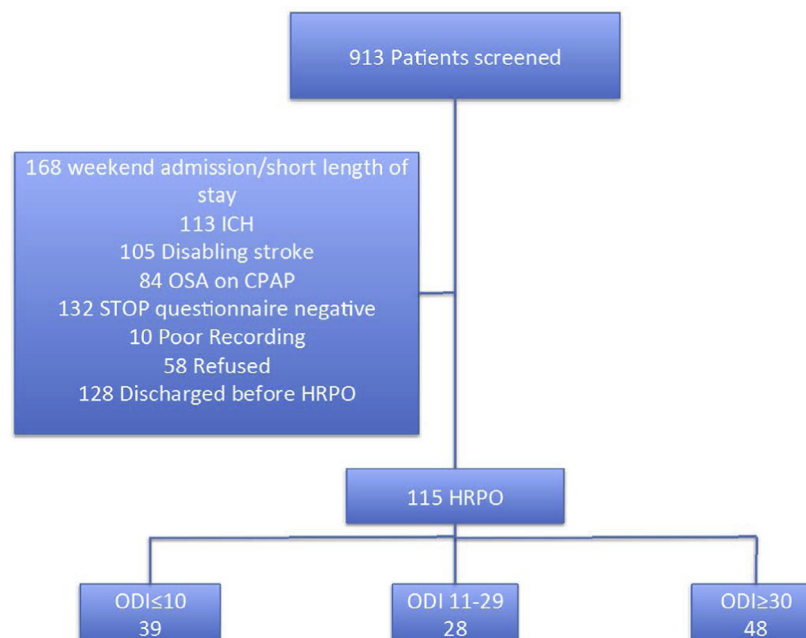 913 Patients screened
168 weekend admission/short length of
stay
113 ICH
105 Disabling stroke
84 OSA on CPAP
132 STOP questionnaire negative
10 Poor Recording
58 Refused
128 Discharged before HRPO
115 HRPO
ODI≤10
39
ODI 11-29
28
ODI≥30
48